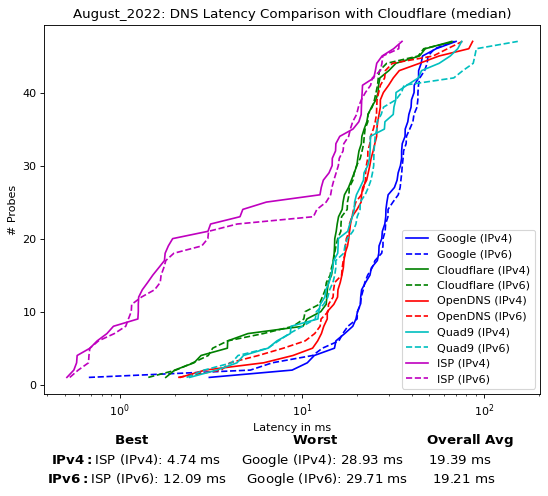 August_2022: DNS Latency Comparison with Cloudflare (median)
# Probes
40
30
20
10
0
Google (IPv4)
Google (IPv6)
Cloudflare (IPv4)
Cloudflare (IPv6)
OpenDNS (IPv4)
OpenDNS (IPv6)
Quad9 (IPv4)
Quad9 (IPv6)
ISP (IPv4)
ISP (IPv6)
10⁰ 10¹ 10²
Latency in ms
Best Worst Overall Avg
IPv4: ISP (IPv4): 4.74 ms Google (IPv4): 28.93 ms 19.39 ms
IPv6: ISP (IPv6): 12.09 ms Google (IPv6): 29.71 ms 19.21 ms